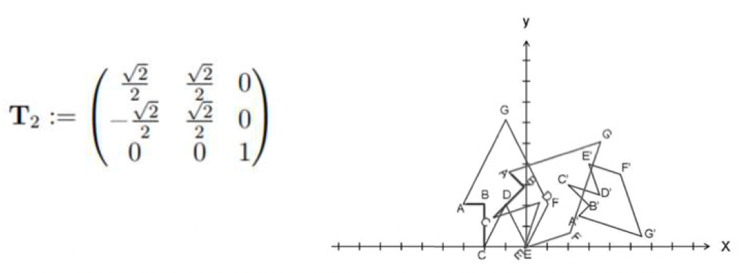 T₂ := ( √2/2 √2/2 0
-√2/2 √2/2 0
0 0 1 )
y
G
G
A
E'
F'
B
C'
D'
A
B
D
D
F
B'
C
A'
F
G'
C
E
E
X